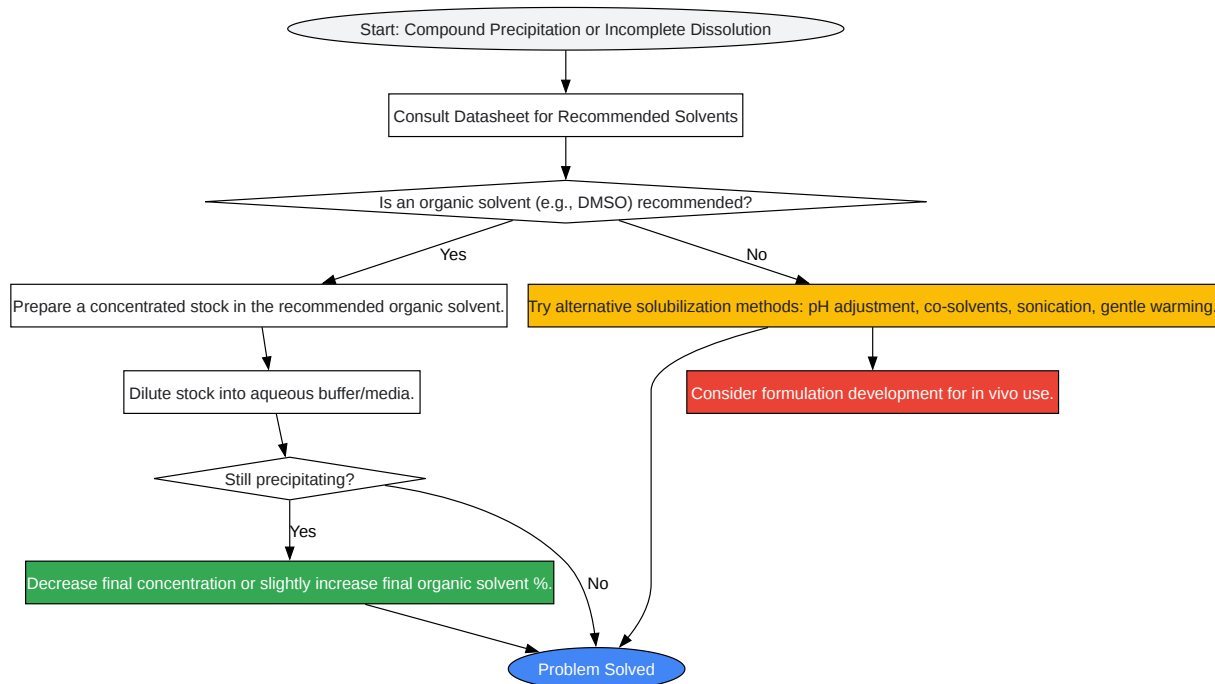 Start: Compound Precipitation or Incomplete Dissolution
Consult Datasheet for Recommended Solvents
Is an organic solvent (e.g., DMSO) recommended?
Yes
No
Prepare a concentrated stock in the recommended organic solvent.
Try alternative solubilization methods: pH adjustment, co-solvents, sonication, gentle warming.
Dilute stock into aqueous buffer/media.
Consider formulation development for in vivo use.
Still precipitating?
Yes
Decrease final concentration or slightly increase final organic solvent %.
No
Problem Solved